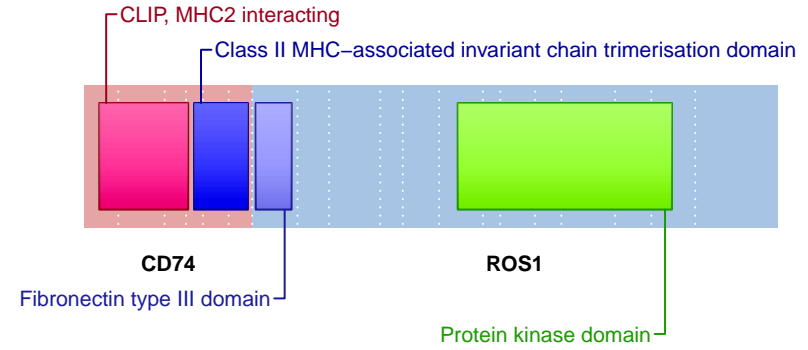 CLIP, MHC2 interacting
Class II MHC−associated invariant chain trimerisation domain
CD74
ROS1
Fibronectin type III domain
Protein kinase domain